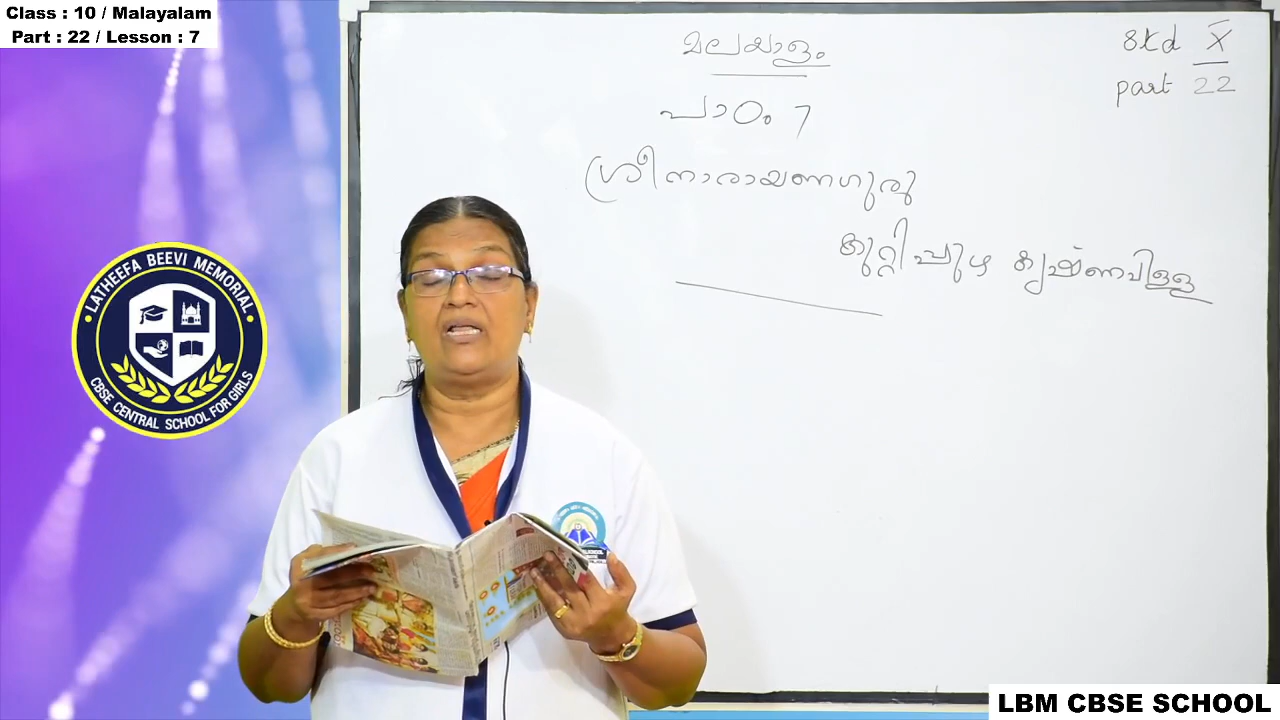 Class : 10 / Malayalam
Part : 22 / Lesson : 7
മലയാളം
Std X
part 22
പാഠം 7
ശ്രീനാരായണഗുരു
കുറ്റിപ്പുഴ കൃഷ്ണപിള്ള
LATHEEFA BEEVI MEMORIAL
CBSE CENTRAL SCHOOL FOR GIRLS
LBM CBSE SCHOOL